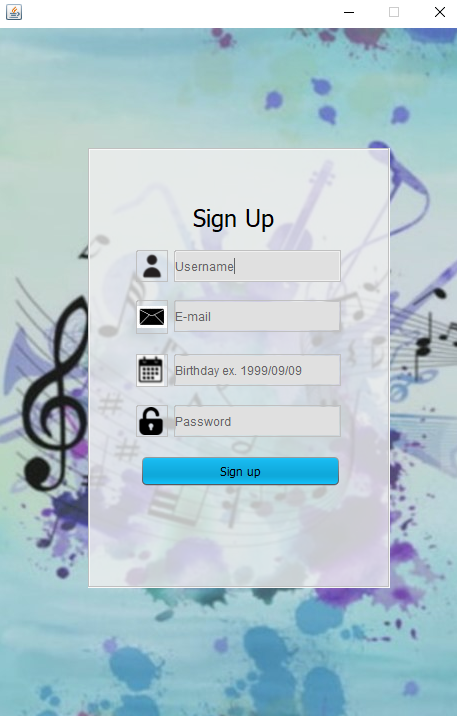 Sign Up
Username
E-mail
Birthday ex. 1999/09/09
Password
Sign up